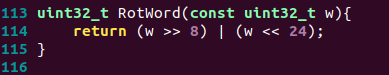 113 uint32_t RotWord(const uint32_t w){
114     return (w >> 8) | (w << 24);
115 }
116